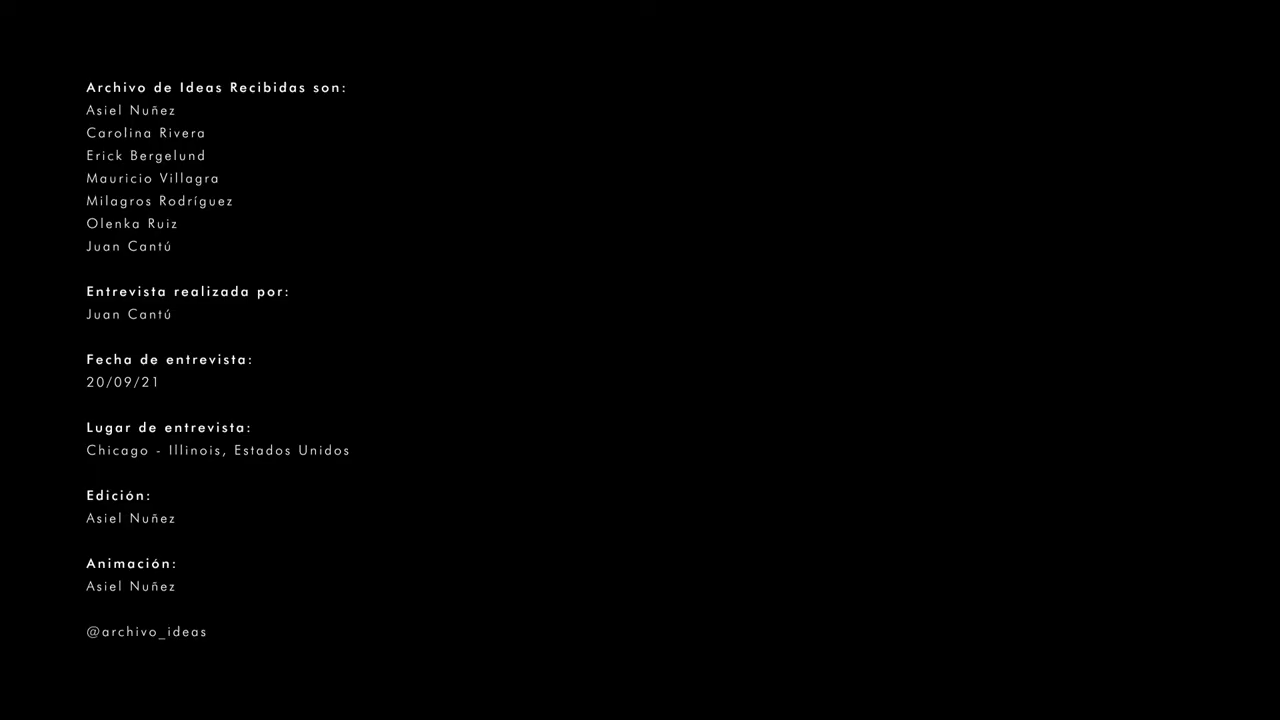 Archivo de Ideas Recibidas son:
Asiel Nuñez
Carolina Rivera
Erick Bergelund
Mauricio Villagra
Milagros Rodríguez
Olenka Ruiz
Juan Cantú
Entrevista realizada por:
Juan Cantú
Fecha de entrevista:
20/09/21
Lugar de entrevista:
Chicago - Illinois, Estados Unidos
Edición:
Asiel Nuñez
Animación:
Asiel Nuñez
@archivo_ideas